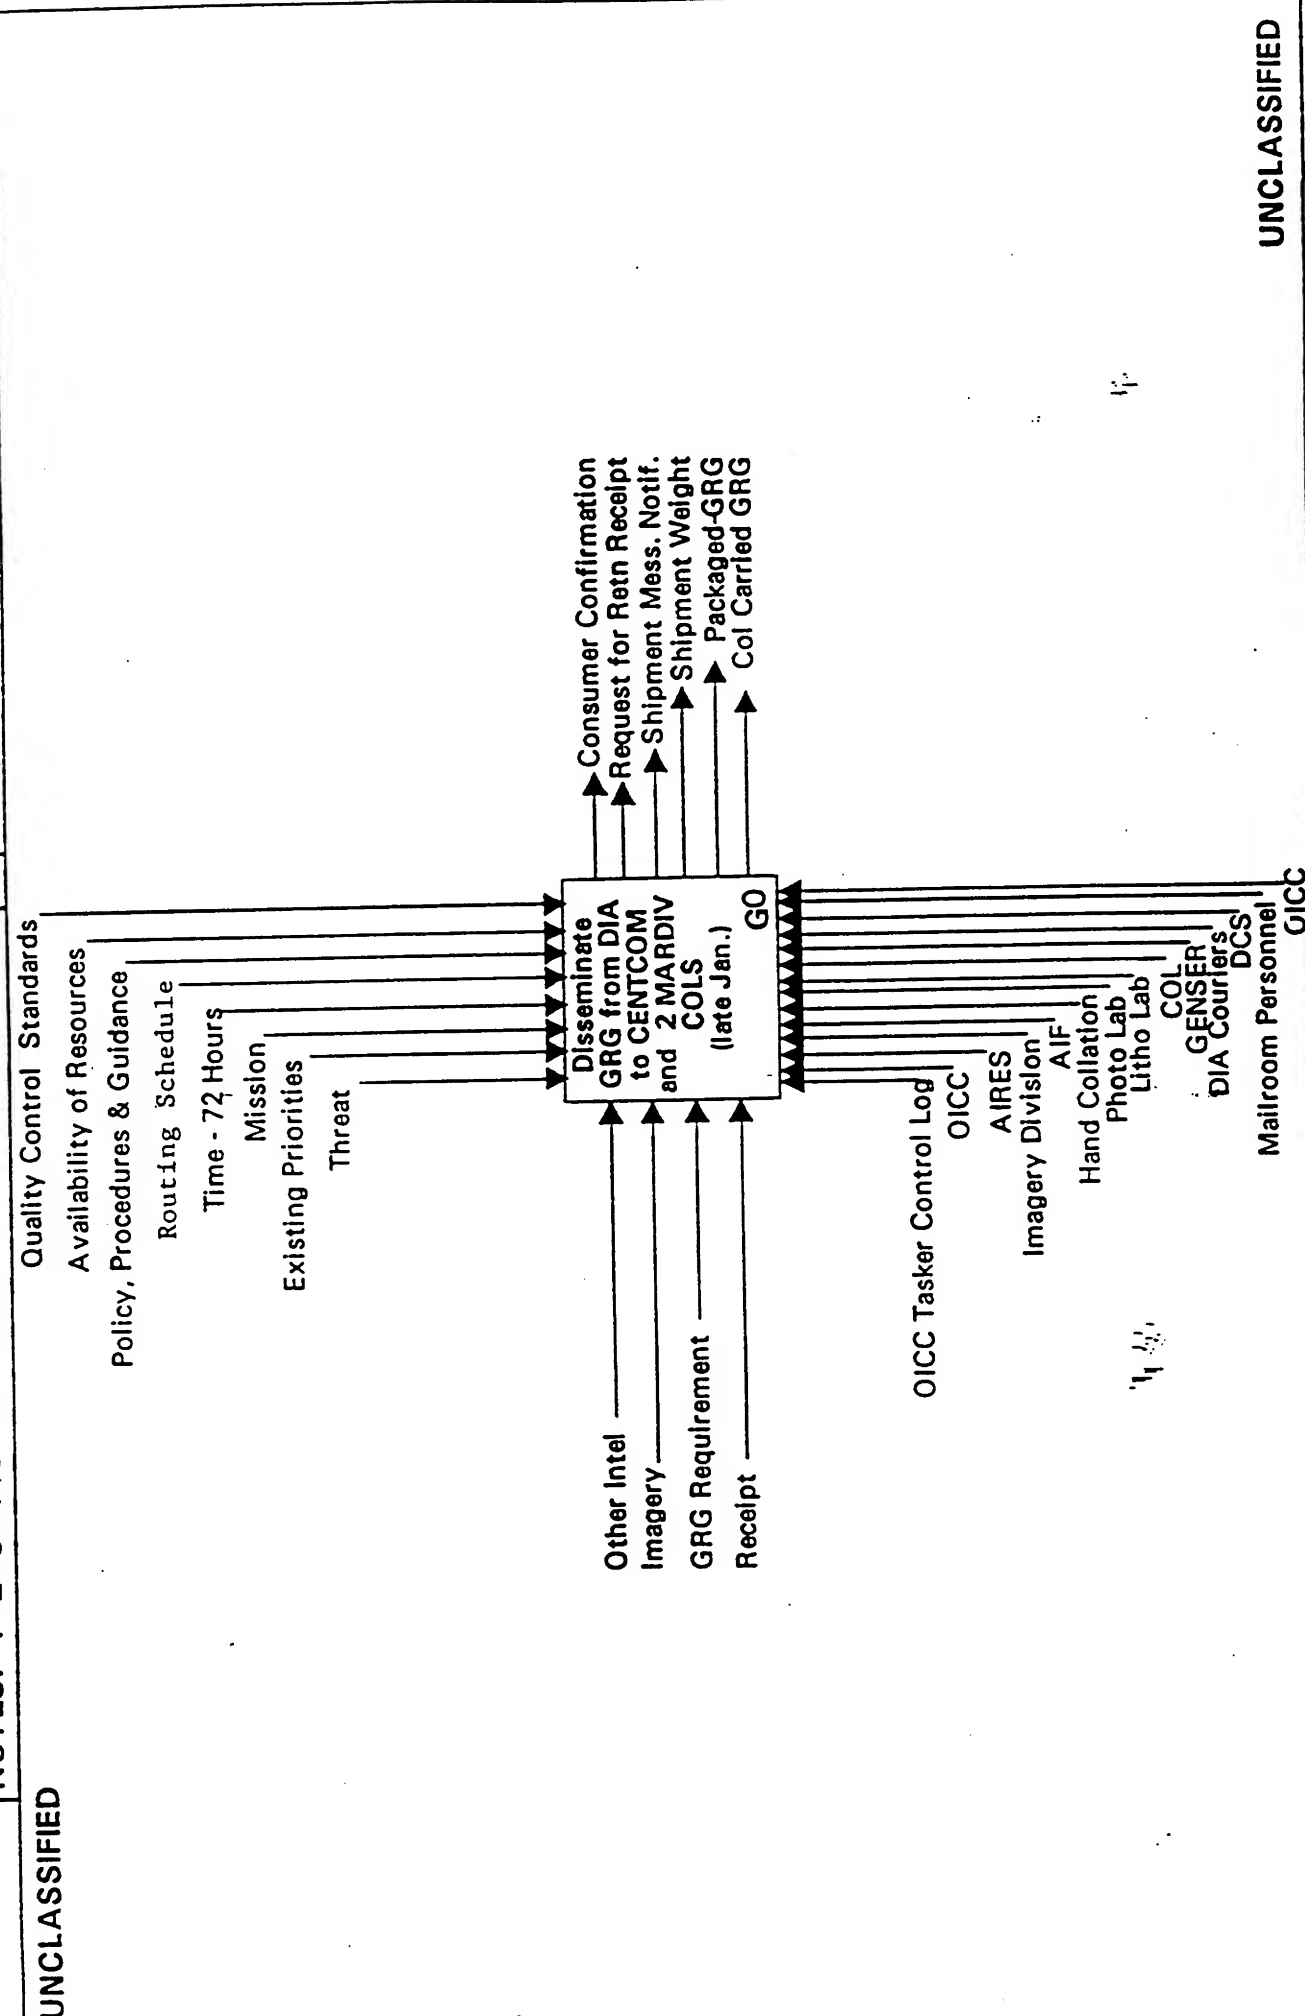 UNCLASSIFIED
Quality Control Standards
Availability of Resources
Policy, Procedures & Guidance
Routing Schedule
Time - 72 Hours
Mission
Existing Priorities
Threat
Other Intel
Imagery
GRG Requirement
Receipt
Disseminate
GRG from DIA
to CENTCOM
and 2 MARDIV
COLS
(late Jan.)
GO
Consumer Confirmation
Request for Retn Receipt
Shipment Mess. Notif.
Shipment Weight
Packaged-GRG
Col Carried GRG
OICC Tasker Control Log
OICC
AIRES
Imagery Division
AIF
Hand Collation
Photo Lab
Litho Lab
COL
GENSER
DIA Couriers
DCS
Mailroom Personnel
OICC
UNCLASSIFIED